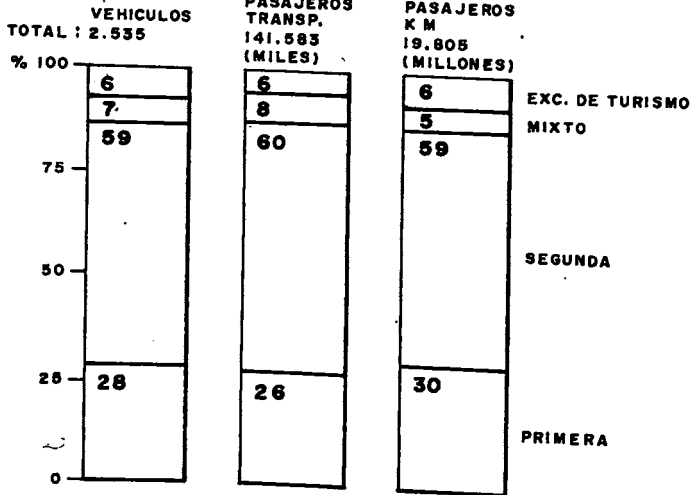 VEHICULOS
TOTAL : 2.535
PASAJEROS
TRANSP.
141.583
(MILES)
PASAJEROS
K M
19.805
(MILLONES)
% 100
75
50
25
0
6
7
59
28
6
8
60
26
6
5
59
30
EXC. DE TURISMO
MIXTO
SEGUNDA
PRIMERA